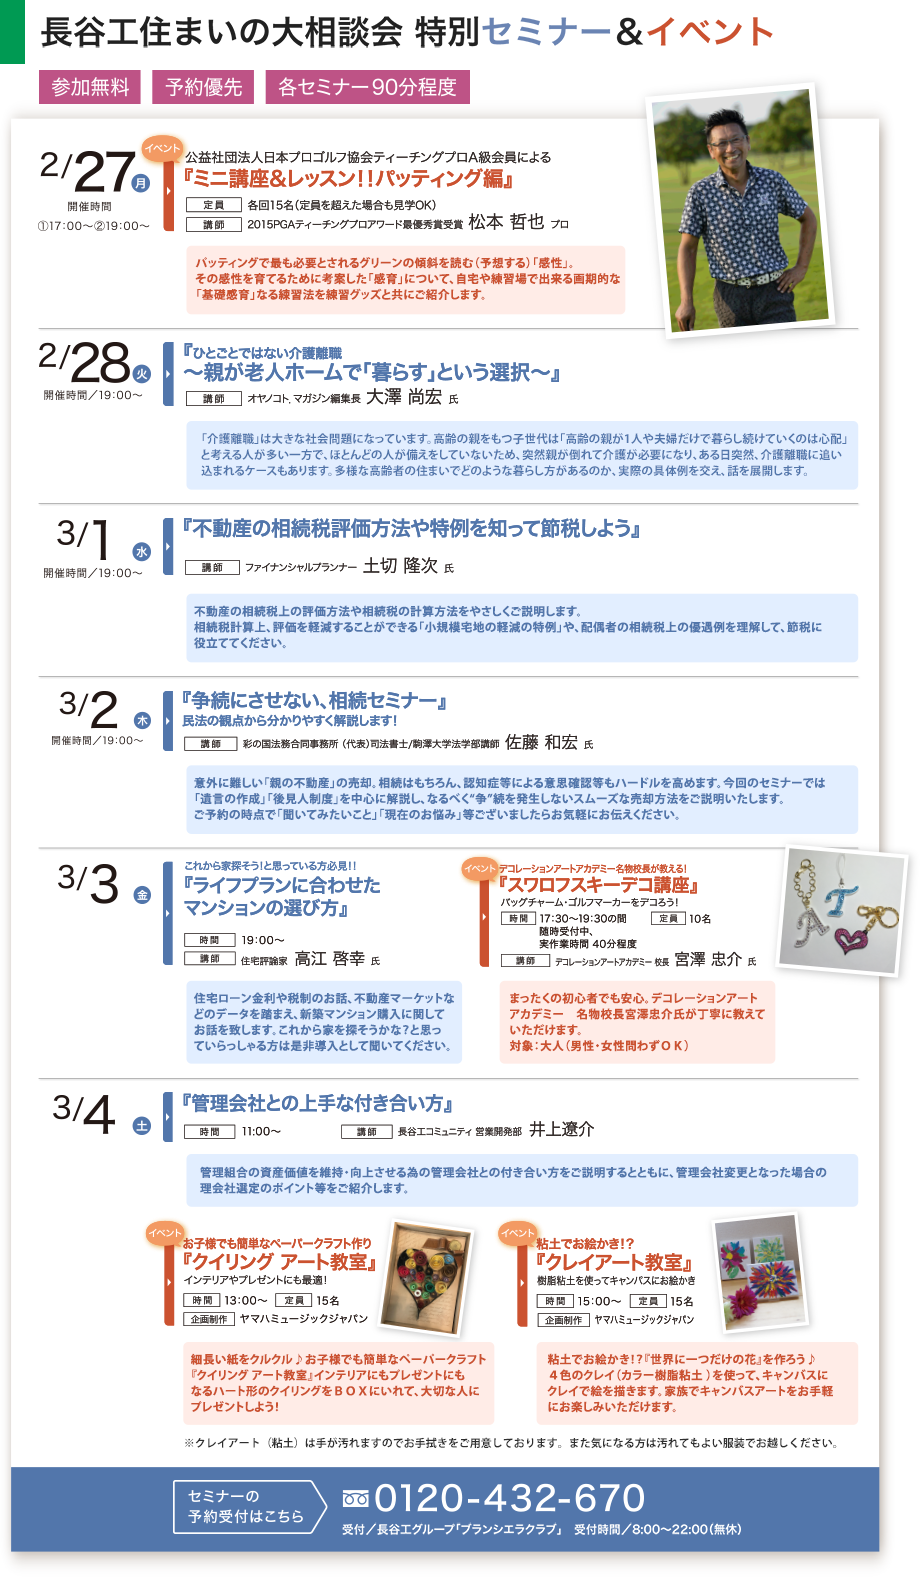 長谷工住まいの大相談会 特別セミナー＆イベント
参加無料 予約優先 各セミナー90分程度
2/27 月
開催時間
①17:00〜②19:00〜
イベント
公益社団法人日本プロゴルフ協会ティーチングプロA級会員による
『ミニ講座&レッスン!!パッティング編』
定員 各回15名（定員を超えた場合も見学OK）
講師 2015PGAティーチングプロアワード最優秀賞受賞 松本 哲也 プロ
パッティングで最も必要とされるグリーンの傾斜を読む（予想する）「感性」。
その感性を育てるために考案した「感育」について、自宅や練習場で出来る画期的な
「基礎感育」なる練習法を練習グッズと共にご紹介します。
2/28 火
開催時間／19:00〜
『ひとごとではない介護離職
〜親が老人ホームで「暮らす」という選択〜』
講師 オヤノコト.マガジン編集長 大澤 尚宏 氏
「介護離職」は大きな社会問題になっています。高齢の親をもつ子世代は「高齢の親が1人や夫婦だけで暮らし続けていくのは心配」
と考える人が多い一方で、ほとんどの人が備えをしていないため、突然親が倒れて介護が必要になり、ある日突然、介護離職に追い
込まれるケースもあります。多様な高齢者の住まいでどのような暮らし方があるのか、実際の具体例を交え、話を展開します。
3/1 水
開催時間／19:00〜
『不動産の相続税評価方法や特例を知って節税しよう』
講師 ファイナンシャルプランナー 土切 隆次 氏
不動産の相続税上の評価方法や相続税の計算方法をやさしくご説明します。
相続税計算上、評価を軽減することができる「小規模宅地の軽減の特例」や、配偶者の相続税上の優遇例を理解して、節税に
役立ててください。
3/2 木
開催時間／19:00〜
『争続にさせない、相続セミナー』
民法の観点から分かりやすく解説します！
講師 彩の国法務合同事務所（代表）司法書士/駒澤大学法学部講師 佐藤 和宏 氏
意外に難しい「親の不動産」の売却。相続はもちろん、認知症等による意思確認等もハードルを高めます。今回のセミナーでは
「遺言の作成」「後見人制度」を中心に解説し、なるべく“争”続を発生しないスムーズな売却方法をご説明いたします。
ご予約の時点で「聞いてみたいこと」「現在のお悩み」等ございましたらお気軽にお伝えください。
3/3 金
これから家探そう！と思っている方必見！！
『ライフプランに合わせた
マンションの選び方』
時間 19:00〜
講師 住宅評論家 高江 啓幸 氏
住宅ローン金利や税制のお話、不動産マーケットな
どのデータを踏まえ、新築マンション購入に関して
お話を致します。これから家を探そうかな？と思っ
ていらっしゃる方は是非導入として聞いてください。
イベント
デコレーションアートアカデミー名物校長が教える！
『スワロフスキーデコ講座』
バッグチャーム・ゴルフマーカーをデコろう！
時間 17:30〜19:30の間 定員 10名
随時受付中、
実作業時間 40分程度
講師 デコレーションアートアカデミー 校長 宮澤 忠介 氏
まったくの初心者でも安心。デコレーションアート
アカデミー　名物校長宮澤忠介氏が丁寧に教えて
いただけます。
対象：大人（男性・女性問わずＯＫ）
3/4 土
『管理会社との上手な付き合い方』
時間 11:00〜 講師 長谷工コミュニティ 営業開発部 井上遼介
管理組合の資産価値を維持・向上させる為の管理会社との付き合い方をご説明するとともに、管理会社変更となった場合の
理会社選定のポイント等をご紹介します。
イベント
お子様でも簡単なペーパークラフト作り
『クイリング アート教室』
インテリアやプレゼントにも最適！
時間 13:00〜 定員 15名
企画制作 ヤマハミュージックジャパン
細長い紙をクルクル♪お子様でも簡単なペーパークラフト
『クイリング アート教室』インテリアにもプレゼントにも
なるハート形のクイリングをＢＯＸにいれて、大切な人に
プレゼントしよう！
イベント
粘土でお絵かき！？
『クレイアート教室』
樹脂粘土を使ってキャンパスにお絵かき
時間 15:00〜 定員 15名
企画制作 ヤマハミュージックジャパン
粘土でお絵かき！？『世界に一つだけの花』を作ろう♪
４色のクレイ（カラー樹脂粘土 ）を使って、キャンバスに
クレイで絵を描きます。家族でキャンバスアートをお手軽
にお楽しみいただけます。
※クレイアート（粘土）は手が汚れますのでお手拭きをご用意しております。また気になる方は汚れてもよい服装でお越しください。
セミナーの
予約受付はこちら
0120-432-670
受付／長谷工グループ「ブランシエラクラブ」 受付時間／8:00〜22:00（無休）